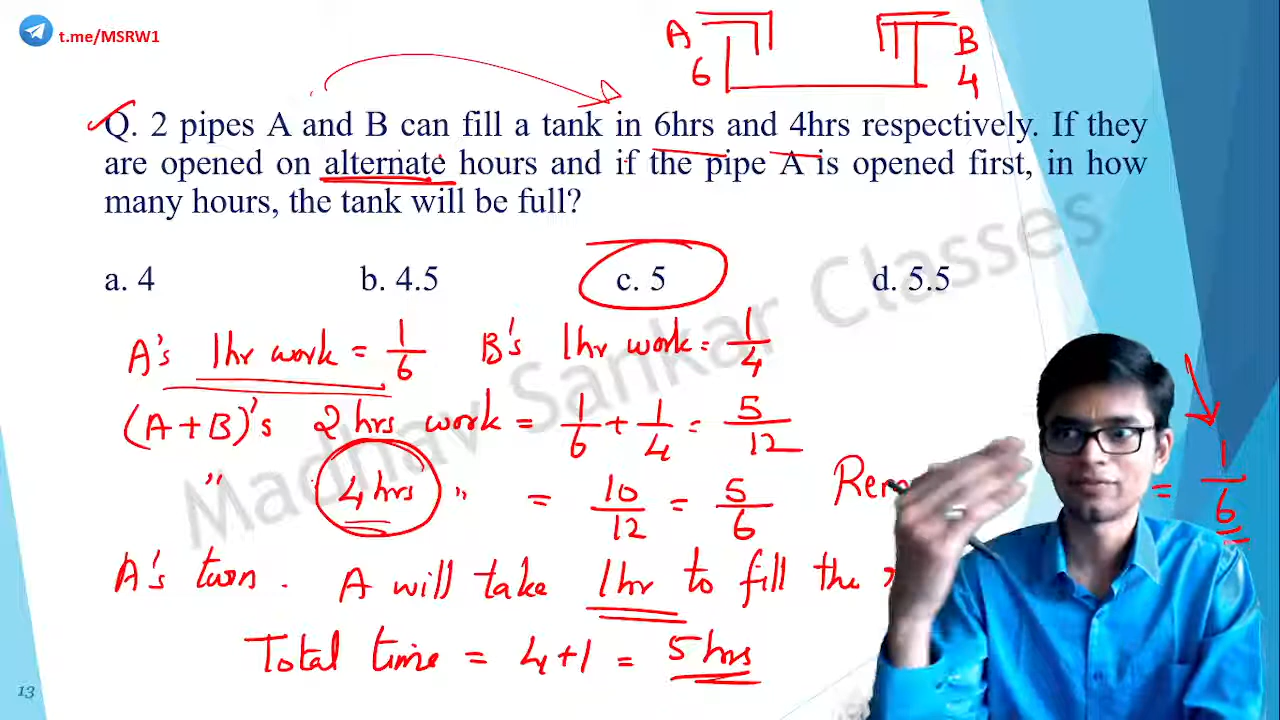 t.me/MSRW1
A B
6 4
Q. 2 pipes A and B can fill a tank in 6hrs and 4hrs respectively. If they
are opened on alternate hours and if the pipe A is opened first, in how
many hours, the tank will be full?
a. 4 b. 4.5 c. 5 d. 5.5
A's 1hr work = 1/6 B's 1hr work = 1/4
(A+B)'s 2 hrs work = 1/6 + 1/4 = 5/12
" 4 hrs " = 10/12 = 5/6 = 1/6
A's turn. A will take 1hr to fill the
Total time = 4+1 = 5 hrs
Madhav Sankar Classes
13